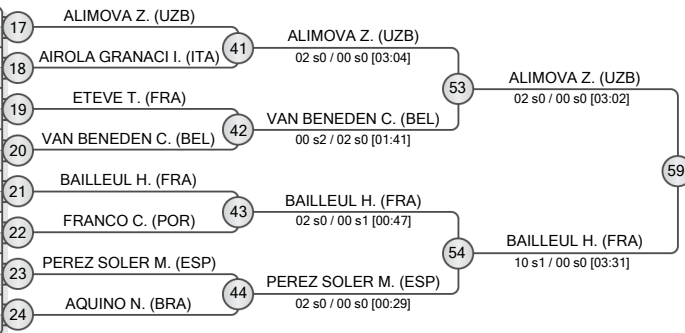 17
ALIMOVA Z. (UZB)
18
AIROLA GRANACI I. (ITA)
41
ALIMOVA Z. (UZB)
02 s0 / 00 s0 [03:04]
19
ETEVE T. (FRA)
20
VAN BENEDEN C. (BEL)
42
VAN BENEDEN C. (BEL)
00 s2 / 02 s0 [01:41]
53
ALIMOVA Z. (UZB)
02 s0 / 00 s0 [03:02]
59
21
BAILLEUL H. (FRA)
22
FRANCO C. (POR)
43
BAILLEUL H. (FRA)
02 s0 / 00 s1 [00:47]
23
PEREZ SOLER M. (ESP)
24
AQUINO N. (BRA)
44
PEREZ SOLER M. (ESP)
02 s0 / 00 s0 [00:29]
54
BAILLEUL H. (FRA)
10 s1 / 00 s0 [03:31]